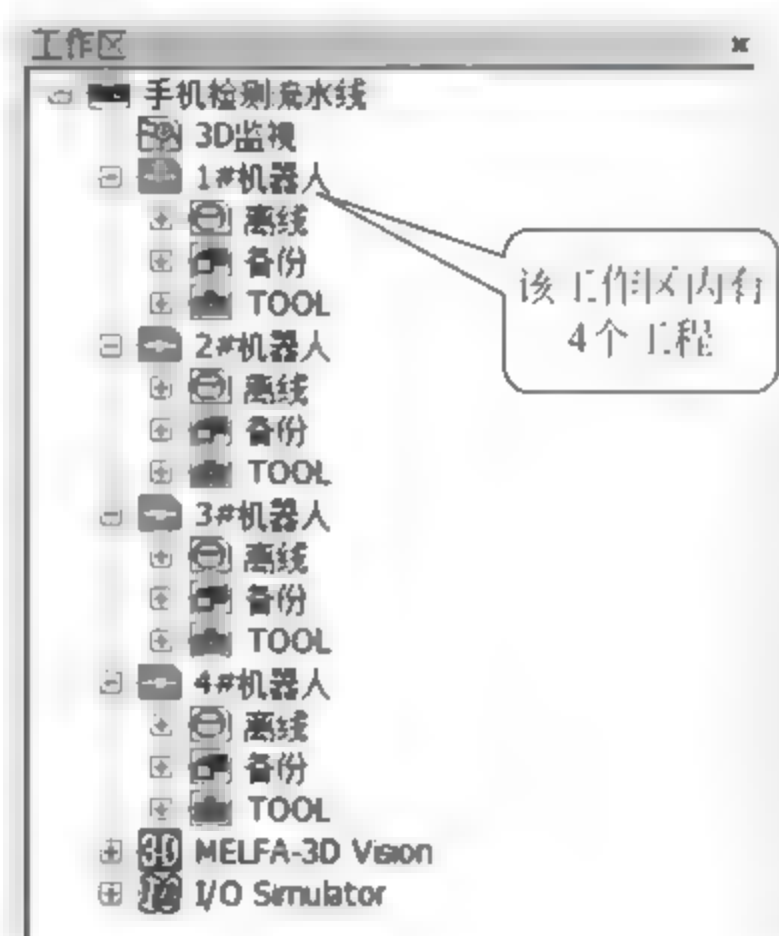 工作区
手机检测流水线
3D监视
1#机器人
离线
备份
TOOL
该工作区内有
4个工程
2#机器人
离线
备份
TOOL
3#机器人
离线
备份
TOOL
4#机器人
离线
备份
TOOL
MELFA-3D Vision
I/O Simulator